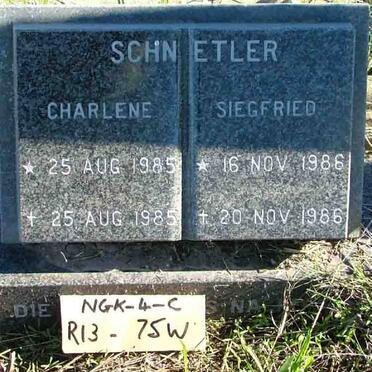 SCHNETLER
CHARLENE SIEGFRIED
* 25 AUG 1985 * 16 NOV 1986
+ 25 AUG 1985 + 20 NOV 1986
DIE
NGK-4-C
R13 - 75W